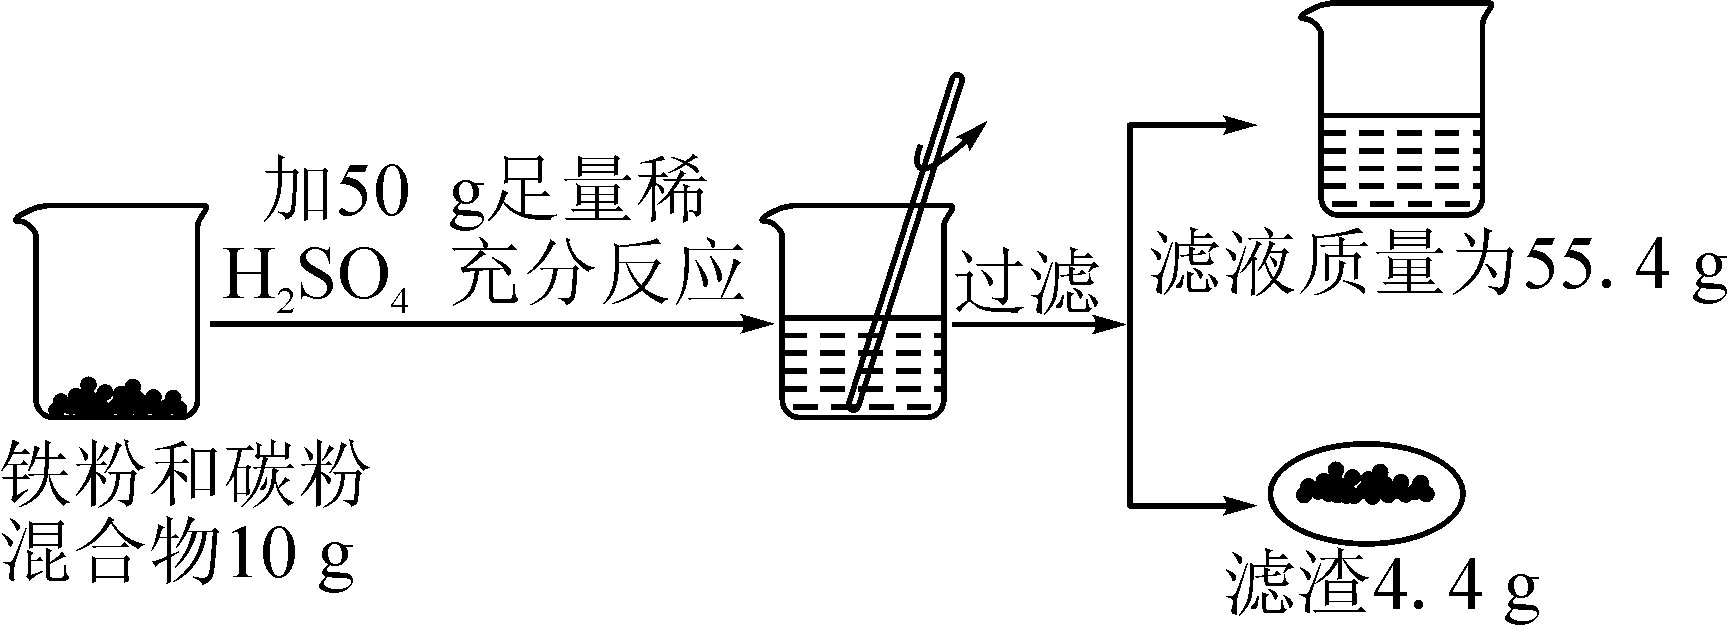 加50 g足量稀
H₂SO₄ 充分反应
过滤
滤液质量为55. 4 g
铁粉和碳粉
混合物10 g
滤渣4. 4 g